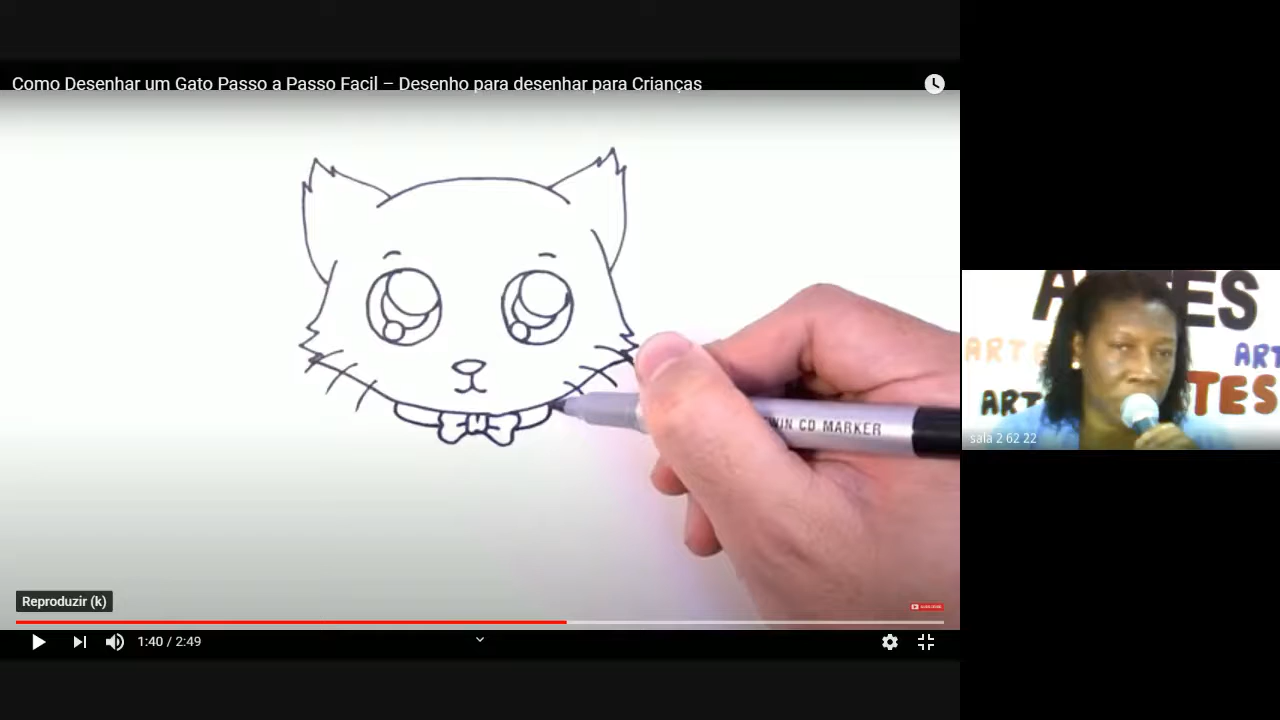 Como Desenhar um Gato Passo a Passo Facil – Desenho para desenhar para Crianças
WIN CD MARKER
ARTES
ART
ARTES
sala 2 62 22
Reproduzir (k)
1:40 / 2:49